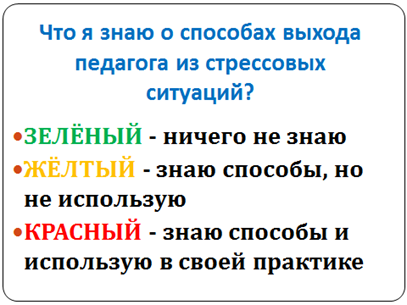 Что я знаю о способах выхода
педагога из стрессовых
ситуаций?
•ЗЕЛЁНЫЙ - ничего не знаю
•ЖЁЛТЫЙ - знаю способы, но
не использую
•КРАСНЫЙ - знаю способы и
использую в своей практике